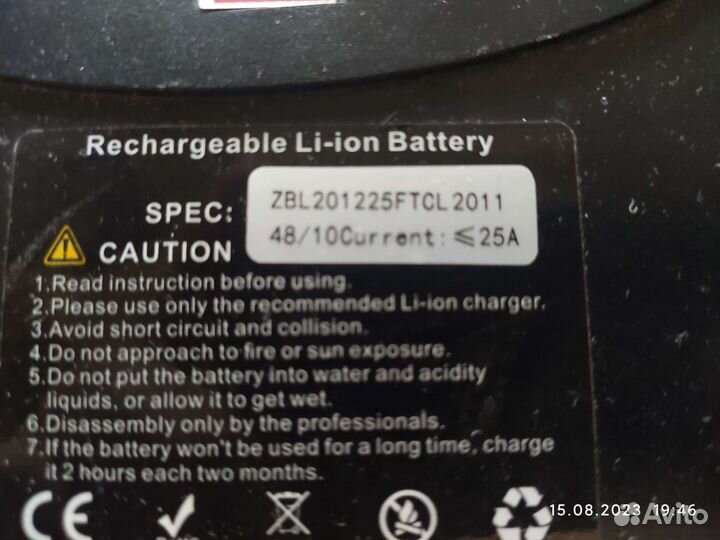 Rechargeable Li-ion Battery
SPEC:
ZBL201225FTCL2011
48/10Current:≤25A
CAUTION
1.Read instruction before using.
2.Please use only the recommended Li-ion charger.
3.Avoid short circuit and collision.
4.Do not approach to fire or sun exposure.
5.Do not put the battery into water and acidity
liquids, or allow it to get wet.
6.Disassembly only by the professionals.
7.If the battery won't be used for a long time, charge
it 2 hours each two months.
CE
15.08.2023 19:46
Avito